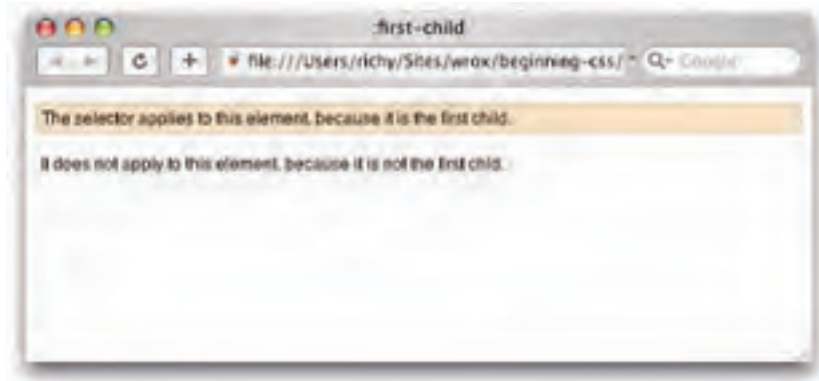 :first-child
file:///Users/richy/Sites/wrox/beginning-css/
Google
The selector applies to this element, because it is the first child.
It does not apply to this element, because it is not the first child.